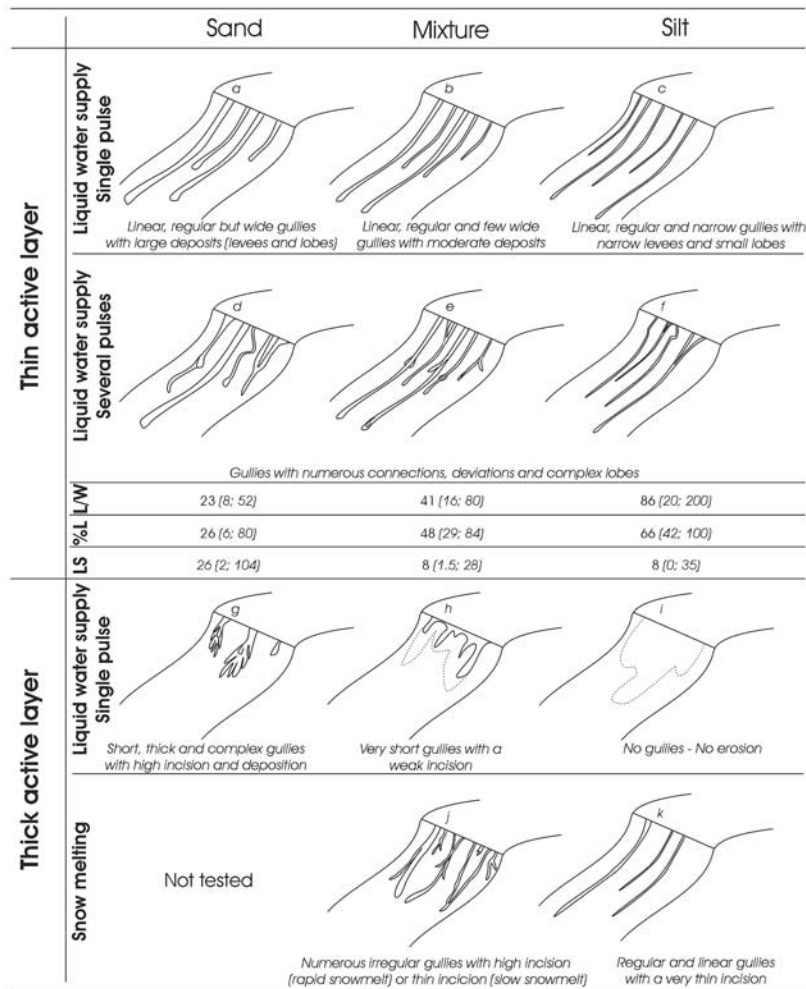 Sand Mixture Silt
Thin active layer
Liquid water supply
Single pulse
a b c
Linear, regular but wide gullies
with large deposits (levees and lobes)
Linear, regular and few wide
gullies with moderate deposits
Linear, regular and narrow gullies with
narrow levees and small lobes
Liquid water supply
Several pulses
d e f
Gullies with numerous connections, deviations and complex lobes
L/W 23 (8; 52) 41 (16; 80) 86 (20; 200)
%L 26 (6; 80) 48 (29; 84) 66 (42; 100)
LS 26 (2; 104) 8 (1.5; 28) 8 (0; 35)
Thick active layer
Liquid water supply
Single pulse
g h i
Short, thick and complex gullies
with high incision and deposition
Very short gullies with a
weak incision
No gullies - No erosion
Snow melting
Not tested
j k
Numerous irregular gullies with high incision
(rapid snowmelt) or thin incicion (slow snowmelt)
Regular and linear gullies
with a very thin incision